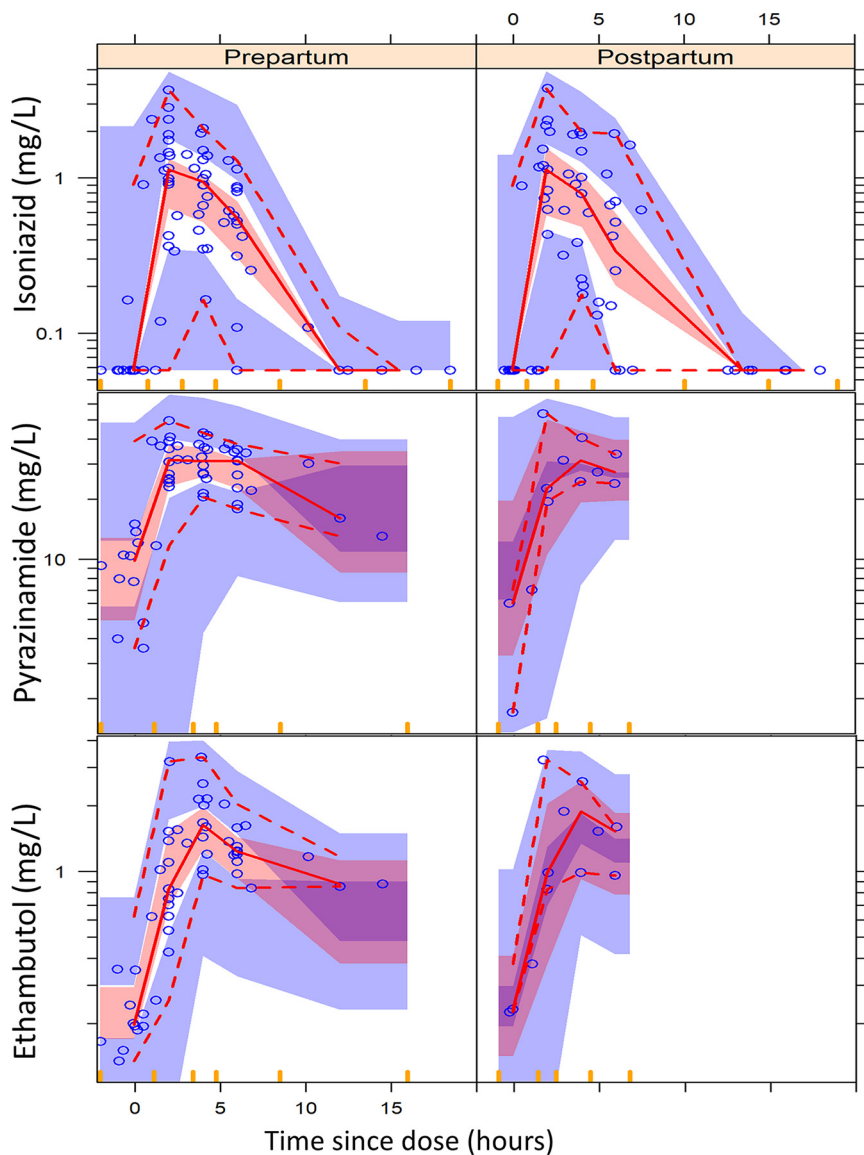 0 5 10 15
Prepartum Postpartum
Isoniazid (mg/L)
1
0.1
Pyrazinamide (mg/L)
10
Ethambutol (mg/L)
1
0 5 10 15
Time since dose (hours)